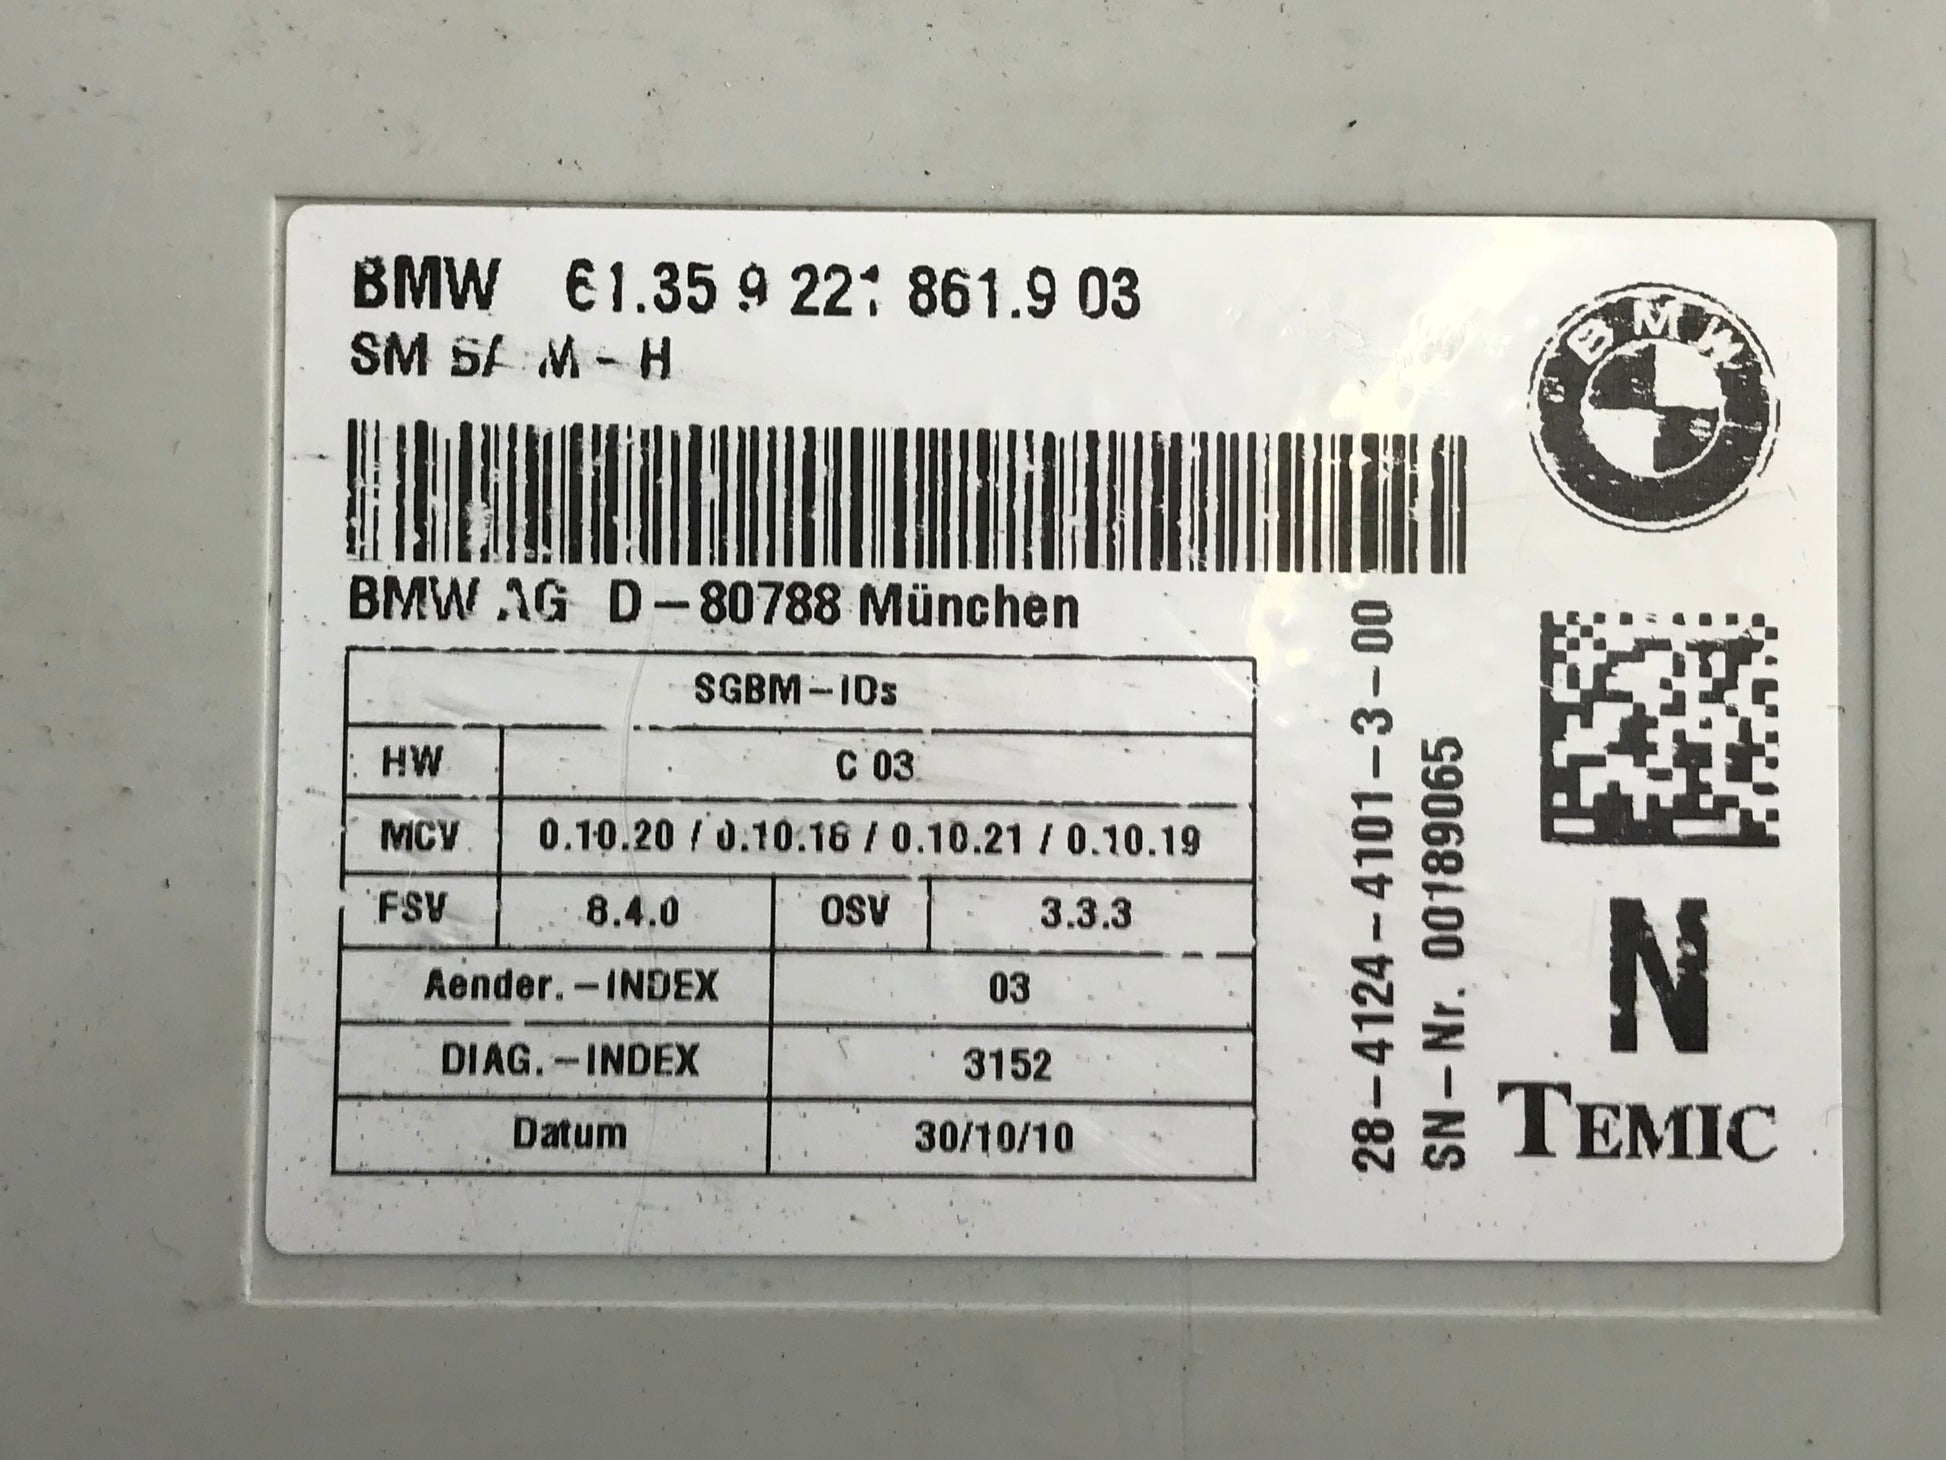 BMW 61.35 9 221 861.9 03
SM - H
BMW AG D-80788 München
SGBM-IDs
HW C 03
MCV 0.10.20 / 0.10.18 / 0.10.21 / 0.10.19
FSV 8.4.0 OSV 3.3.3
Aender.-INDEX 03
DIAG.-INDEX 3152
Datum 30/10/10
28-4124-4101-3-00
SN-Nr. 00189065
BMW
N
TEMIC